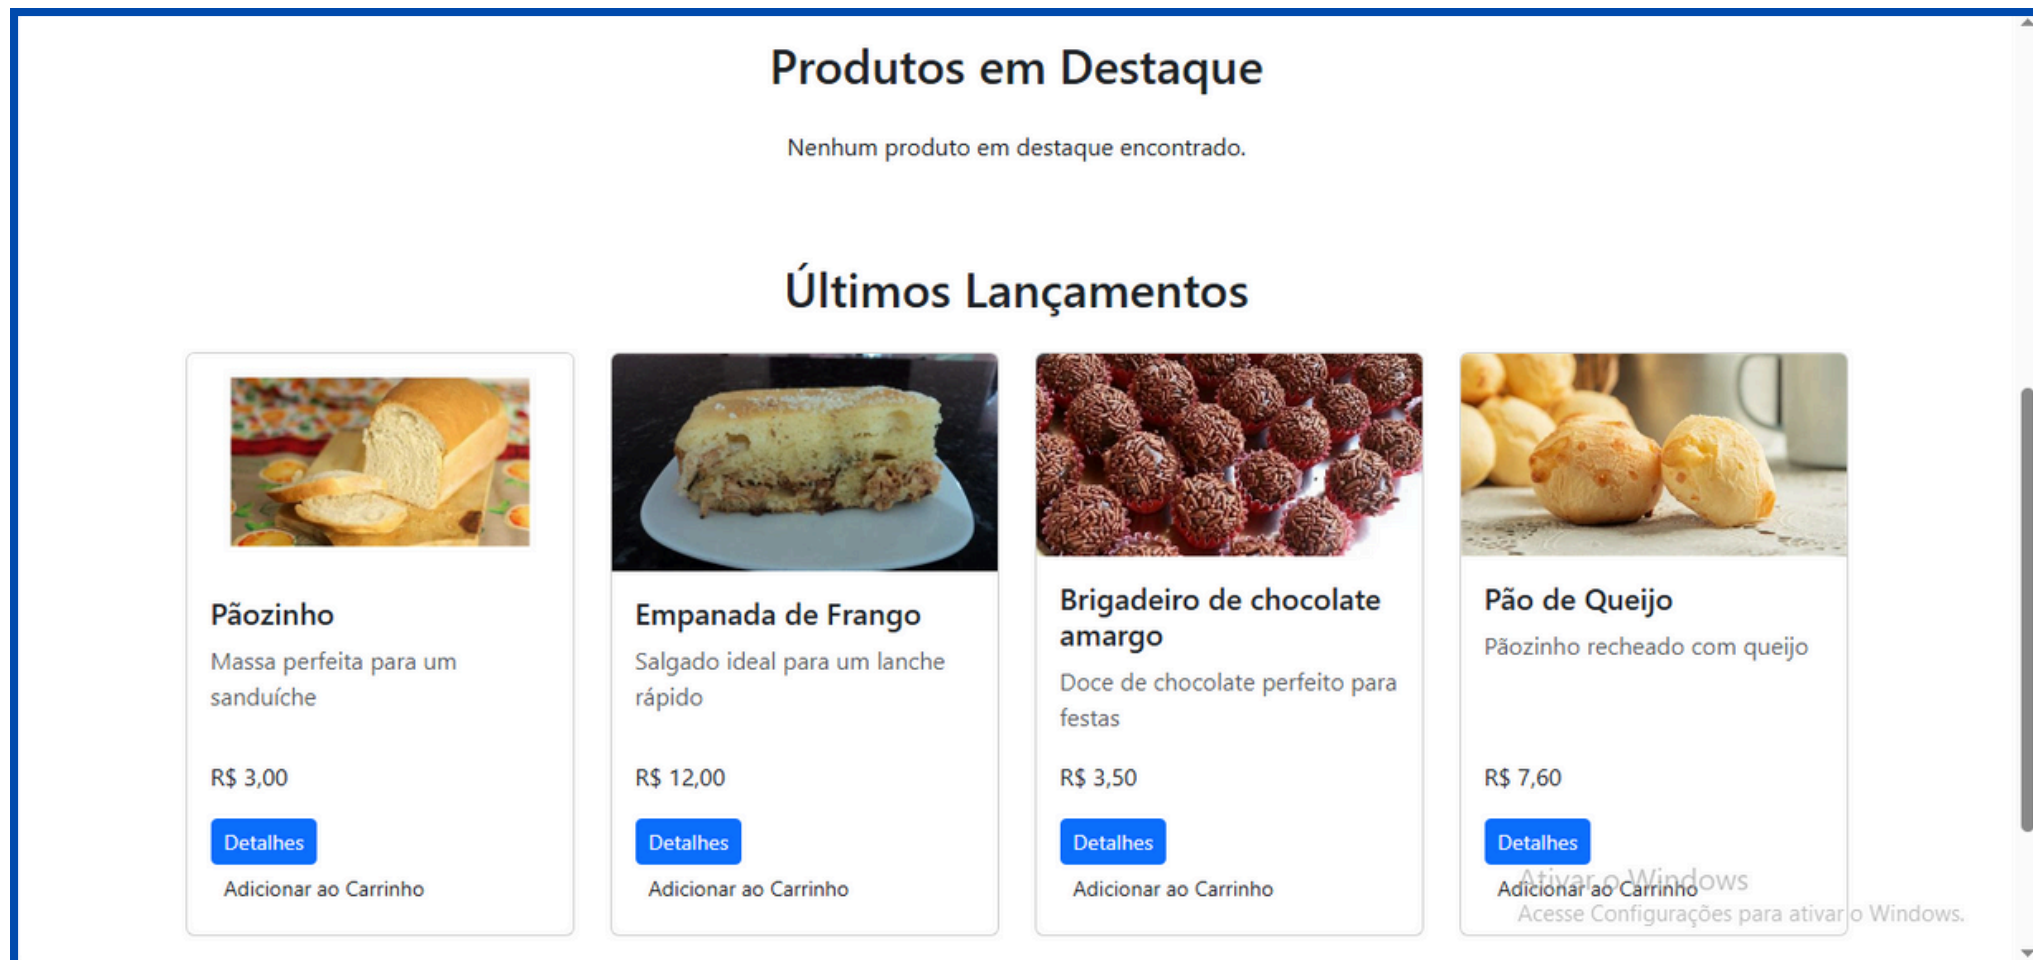 Produtos em Destaque
Nenhum produto em destaque encontrado.
Últimos Lançamentos
Pãozinho
Massa perfeita para um
sanduíche
R$ 3,00
Detalhes
Adicionar ao Carrinho
Empanada de Frango
Salgado ideal para um lanche
rápido
R$ 12,00
Detalhes
Adicionar ao Carrinho
Brigadeiro de chocolate
amargo
Doce de chocolate perfeito para
festas
R$ 3,50
Detalhes
Adicionar ao Carrinho
Pão de Queijo
Pãozinho recheado com queijo
R$ 7,60
Detalhes
Adicionar ao Carrinho
Ativar o Windows
Acesse Configurações para ativar o Windows.